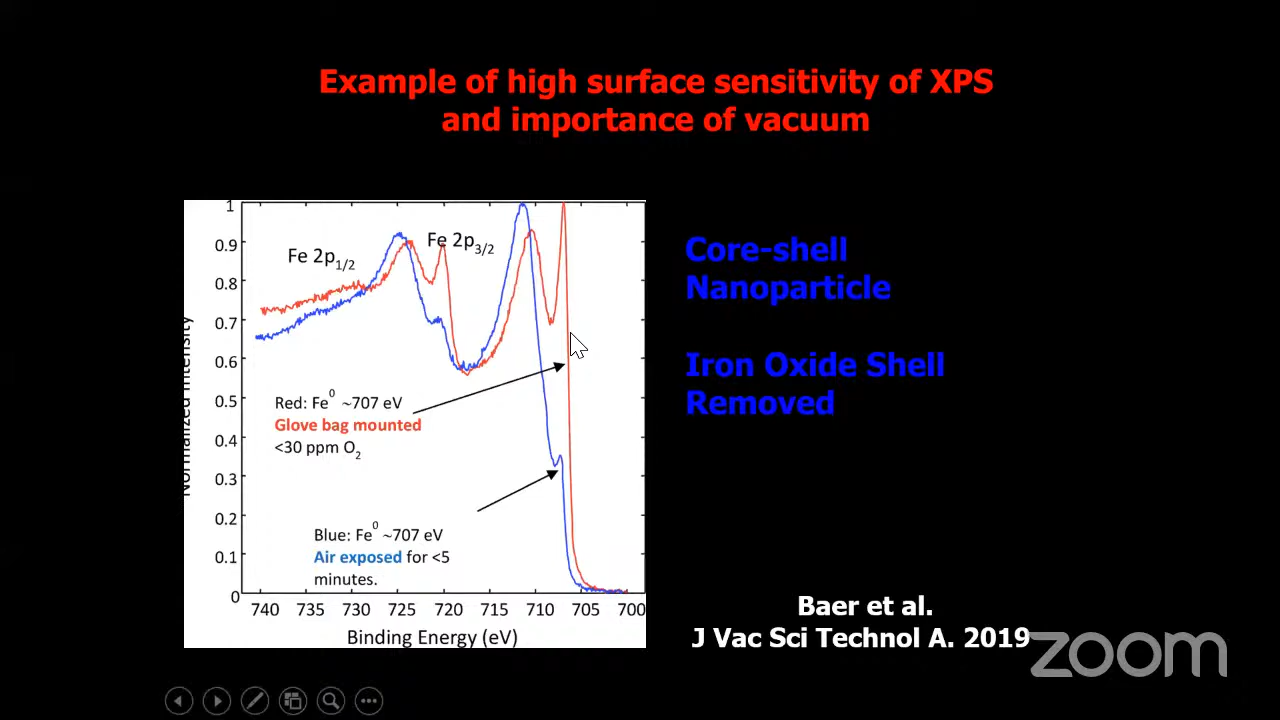 Example of high surface sensitivity of XPS
and importance of vacuum
Fe 2p1/2
Fe 2p3/2
1
0.9
0.8
0.7
0.6
0.5
0.4
0.3
0.2
0.1
0
Normalized Intensity
Red: Fe0 ~707 eV
Glove bag mounted
<30 ppm O2
Blue: Fe0 ~707 eV
Air exposed for <5
minutes.
740 735 730 725 720 715 710 705 700
Binding Energy (eV)
Core-shell
Nanoparticle
Iron Oxide Shell
Removed
Baer et al.
J Vac Sci Technol A. 2019
zoom